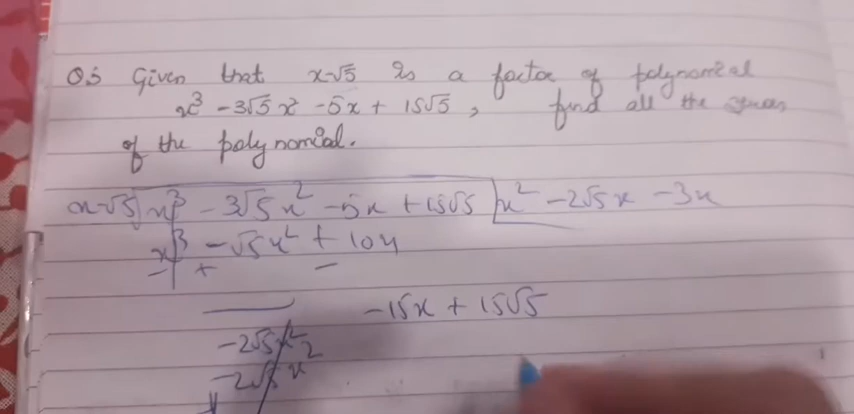 Q5 Given that x-√5 is a factor of polynomial
x³ - 3√5x² - 5x + 15√5, find all the zeroes
of the polynomial.
x-√5 x³ - 3√5x² - 5x + 15√5 x² - 2√5x - 3x
x³ - √5x² + 10x
- + -
-15x + 15√5
-2√5x²
-2√5x²